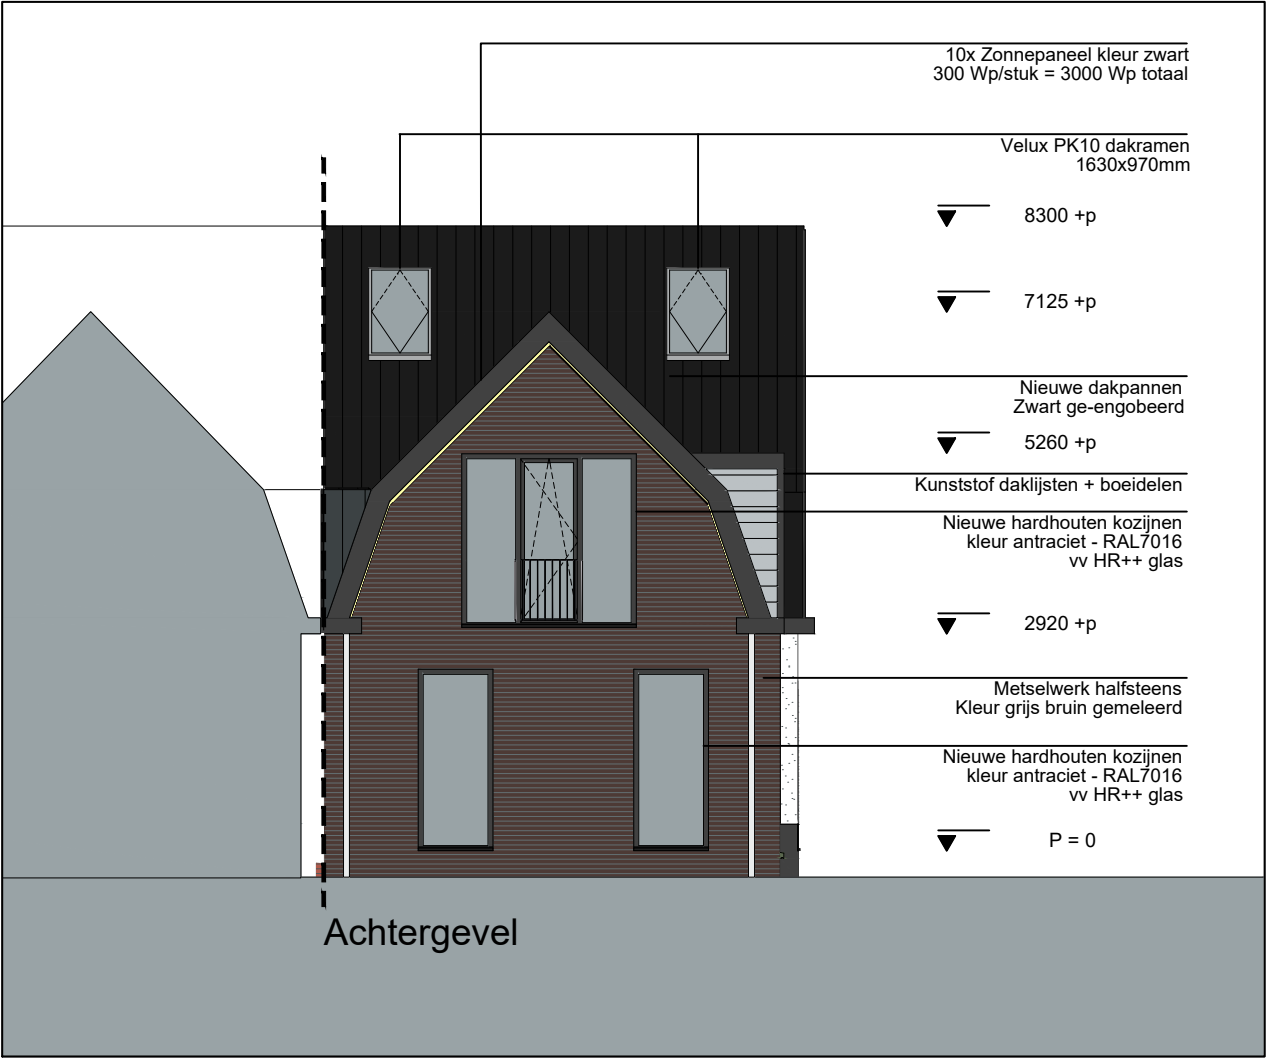 10x Zonnepaneel kleur zwart
300 Wp/stuk = 3000 Wp totaal
Velux PK10 dakramen
1630x970mm
8300 +p
7125 +p
Nieuwe dakpannen
Zwart ge-engobeerd
5260 +p
Kunststof daklijsten + boeidelen
Nieuwe hardhouten kozijnen
kleur antraciet - RAL7016
vv HR++ glas
2920 +p
Metselwerk halfsteens
Kleur grijs bruin gemeleerd
Nieuwe hardhouten kozijnen
kleur antraciet - RAL7016
vv HR++ glas
P = 0
Achtergevel